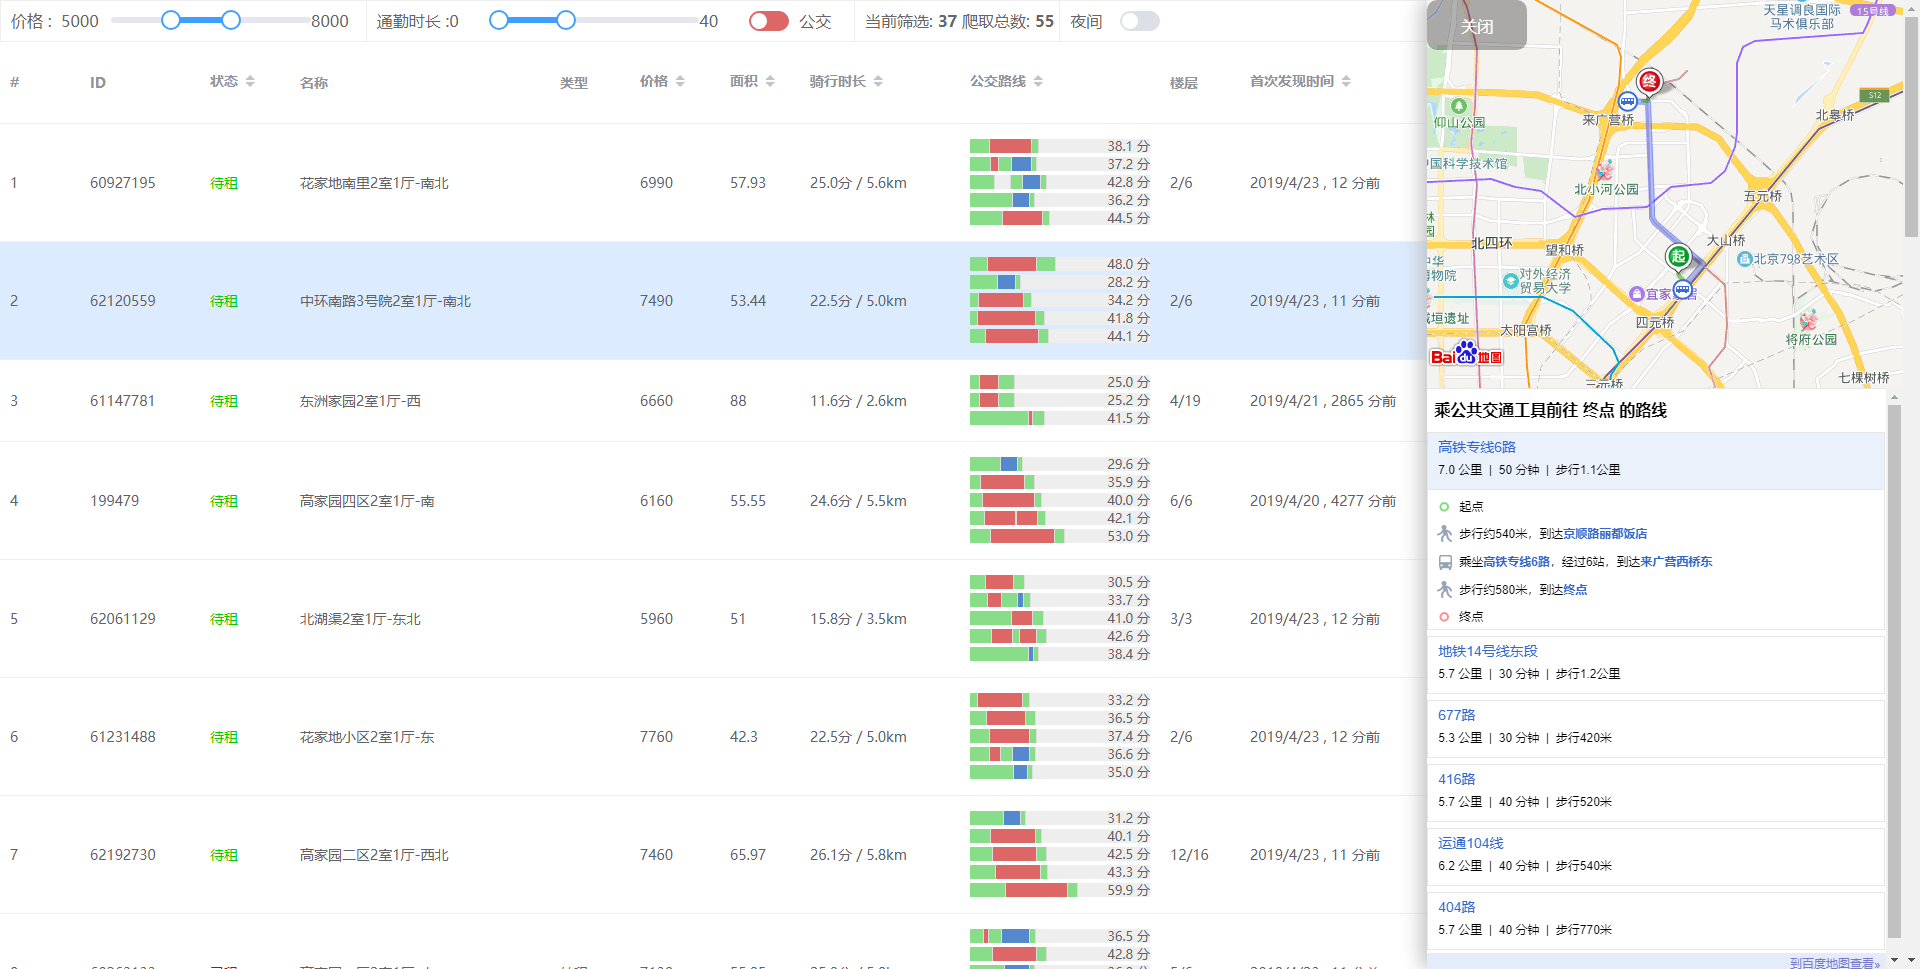 价格 : 5000 8000 通勤时长 :0 40 公交 当前筛选: 37 爬取总数: 55 夜间
# ID 状态 名称 类型 价格 面积 骑行时长 公交路线 楼层 首次发现时间
38.1 分
37.2 分
1 60927195 待租 花家地南里2室1厅-南北 6990 57.93 25.0分 / 5.6km 42.8 分 2/6 2019/4/23 , 12 分前
36.2 分
44.5 分
48.0 分
28.2 分
2 62120559 待租 中环南路3号院2室1厅-南北 7490 53.44 22.5分 / 5.0km 34.2 分 2/6 2019/4/23 , 11 分前
41.8 分
44.1 分
25.0 分
3 61147781 待租 东洲家园2室1厅-西 6660 88 11.6分 / 2.6km 25.2 分 4/19 2019/4/21 , 2865 分前
41.5 分
29.6 分
35.9 分
4 199479 待租 高家园四区2室1厅-南 6160 55.55 24.6分 / 5.5km 40.0 分 6/6 2019/4/20 , 4277 分前
42.1 分
53.0 分
30.5 分
33.7 分
5 62061129 待租 北湖渠2室1厅-东北 5960 51 15.8分 / 3.5km 41.0 分 3/3 2019/4/23 , 12 分前
42.6 分
38.4 分
33.2 分
36.5 分
6 61231488 待租 花家地小区2室1厅-东 7760 42.3 22.5分 / 5.0km 37.4 分 2/6 2019/4/23 , 12 分前
36.6 分
35.0 分
31.2 分
40.1 分
7 62192730 待租 高家园二区2室1厅-西北 7460 65.97 26.1分 / 5.8km 42.5 分 12/16 2019/4/23 , 11 分前
43.3 分
59.9 分
36.5 分
42.8 分
关闭
天星调良国际
马术俱乐部
15号线
终
S12
仰山公园
来广营桥
北皋桥
中国科学技术馆
北小河公园
五元桥
北四环
望和桥
大山桥
起
北京798艺术区
对外经济
贸易大学
四元桥
太阳宫桥
将府公园
Bai du 地图
三元桥
七棵树桥
乘公共交通工具前往 终点 的路线
高铁专线6路
7.0 公里 | 50 分钟 | 步行1.1公里
起点
步行约540米，到达京顺路丽都饭店
乘坐高铁专线6路，经过6站，到达来广营西桥东
步行约580米，到达终点
终点
地铁14号线东段
5.7 公里 | 30 分钟 | 步行1.2公里
677路
5.3 公里 | 30 分钟 | 步行420米
416路
5.7 公里 | 40 分钟 | 步行520米
运通104线
6.2 公里 | 40 分钟 | 步行540米
404路
5.7 公里 | 40 分钟 | 步行770米
到百度地图查看»